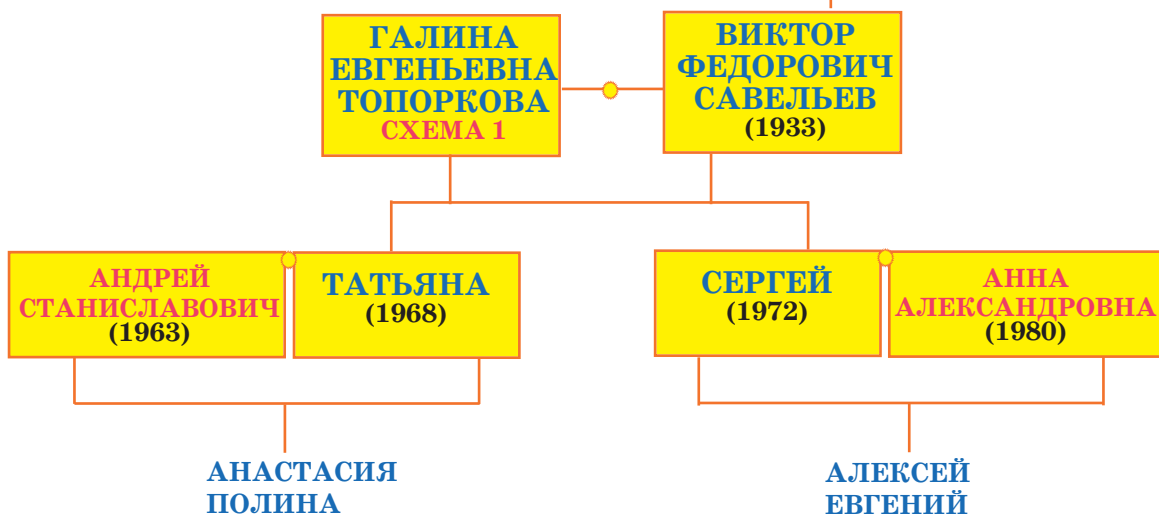 ГАЛИНА
ЕВГЕНЬЕВНА
ТОПОРКОВА
СХЕМА 1
ВИКТОР
ФЕДОРОВИЧ
САВЕЛЬЕВ
(1933)
АНДРЕЙ
СТАНИСЛАВОВИЧ
(1963)
ТАТЬЯНА
(1968)
СЕРГЕЙ
(1972)
АННА
АЛЕКСАНДРОВНА
(1980)
АНАСТАСИЯ
ПОЛИНА
АЛЕКСЕЙ
ЕВГЕНИЙ